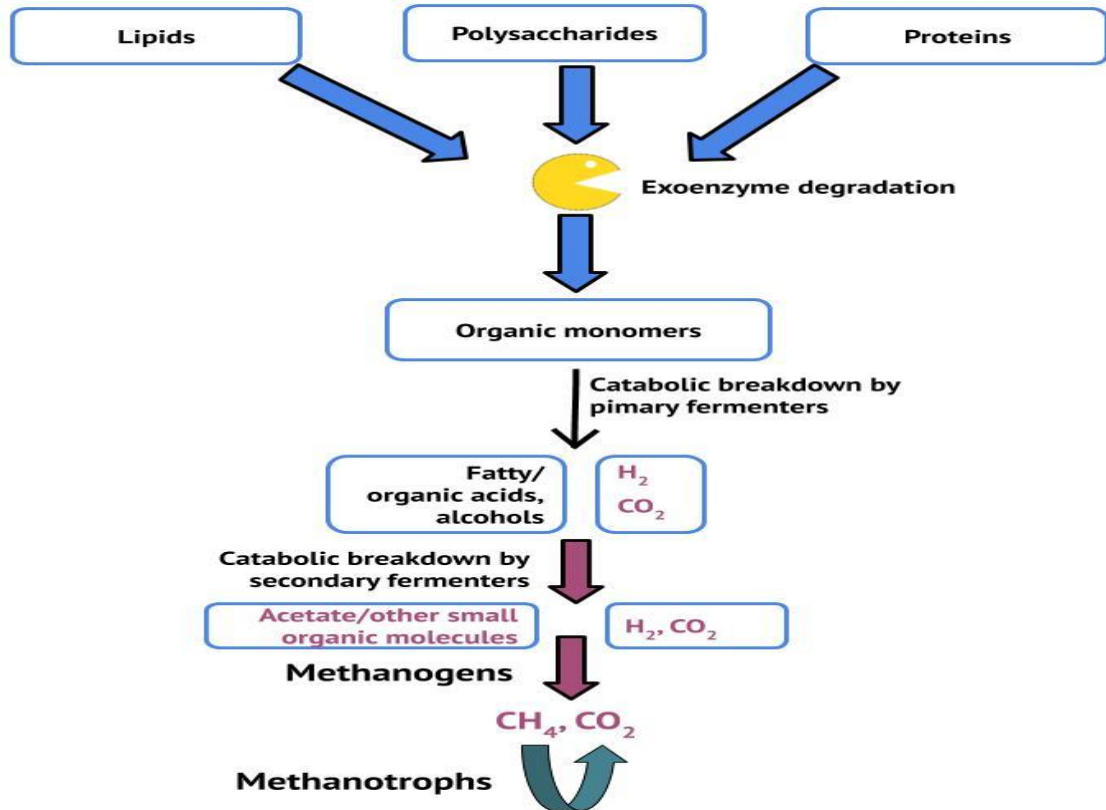 Lipids
Polysaccharides
Proteins
Exoenzyme degradation
Organic monomers
Catabolic breakdown by
pimary fermenters
Fatty/
organic acids,
alcohols
H₂
CO₂
Catabolic breakdown by
secondary fermenters
Acetate/other small
organic molecules
H₂, CO₂
Methanogens
CH₄, CO₂
Methanotrophs